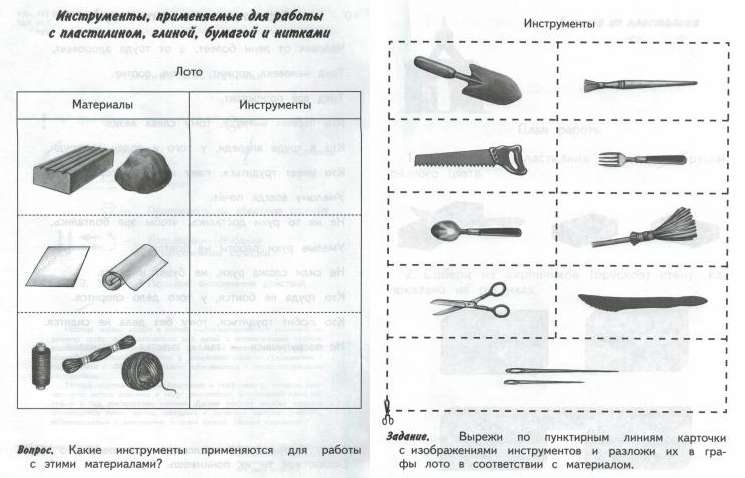 Инструменты, применяемые для работы
с пластилином, глиной, бумагой и нитками
Лото
Материалы
Инструменты
Вопрос. Какие инструменты применяются для работы
с этими материалами?
Инструменты
Задание. Вырежи по пунктирным линиям карточки
с изображениями инструментов и разложи их в гра-
фы лото в соответствии с материалом.